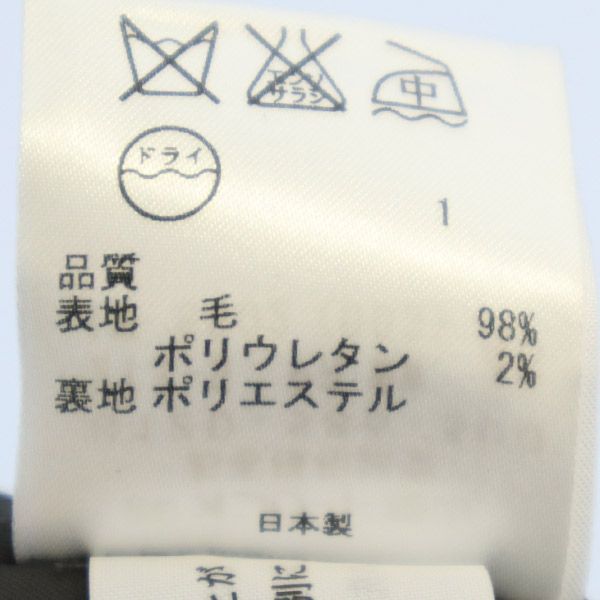 エンソ
サラシ
中
ドライ
1
品質
表地 毛 98%
ポリウレタン 2%
裏地 ポリエステル
日本製